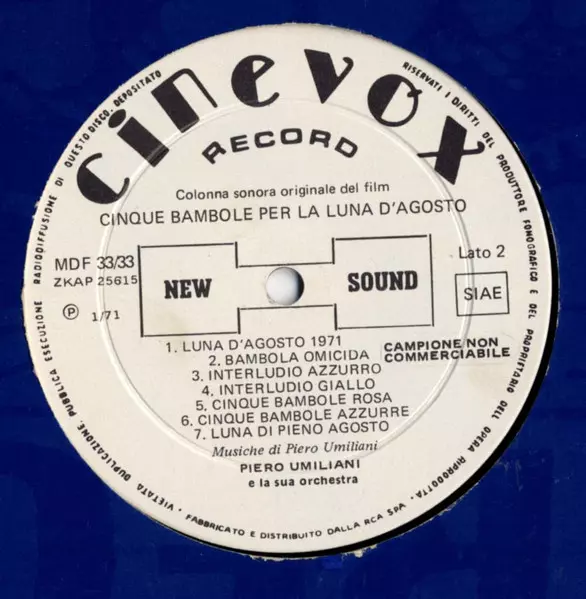 cinevox
RECORD
Colonna sonora originale del film
CINQUE BAMBOLE PER LA LUNA D'AGOSTO
MDF 33/33
ZKAP 25615
Ⓟ 1/71
NEW
SOUND
Lato 2
SIAE
CAMPIONE NON
COMMERCIABILE
1. LUNA D'AGOSTO 1971
2. BAMBOLA OMICIDA
3. INTERLUDIO AZZURRO
4. INTERLUDIO GIALLO
5. CINQUE BAMBOLE ROSA
6. CINQUE BAMBOLE AZZURRE
7. LUNA DI PIENO AGOSTO
Musiche di Piero Umiliani
PIERO UMILIANI
e la sua orchestra
RISERVATI I DIRITTI DEL PRODUTTORE FONOGRAFICO E DEL PROPRIETARIO DELL'OPERA RIPRODOTTA - VIETATA DUPLICAZIONE, PUBBLICA ESECUZIONE RADIODIFFUSIONE DI QUESTO DISCO. DEPOSITATO
- FABBRICATO E DISTRIBUITO DALLA RCA SPA -